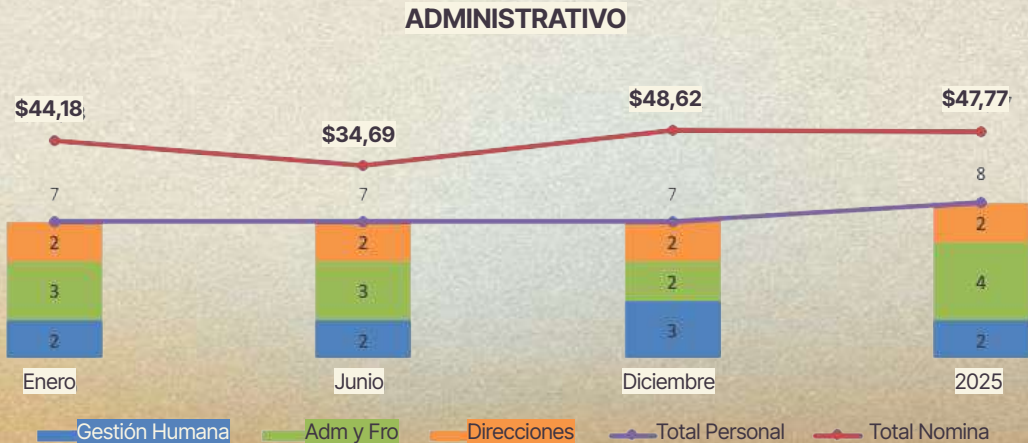 ADMINISTRATIVO
$44,18
$34,69
$48,62
$47,77
7
7
7
8
2
2
2
2
3
3
2
4
2
2
3
2
Enero
Junio
Diciembre
2025
Gestión Humana
Adm y Fro
Direcciones
Total Personal
Total Nomina